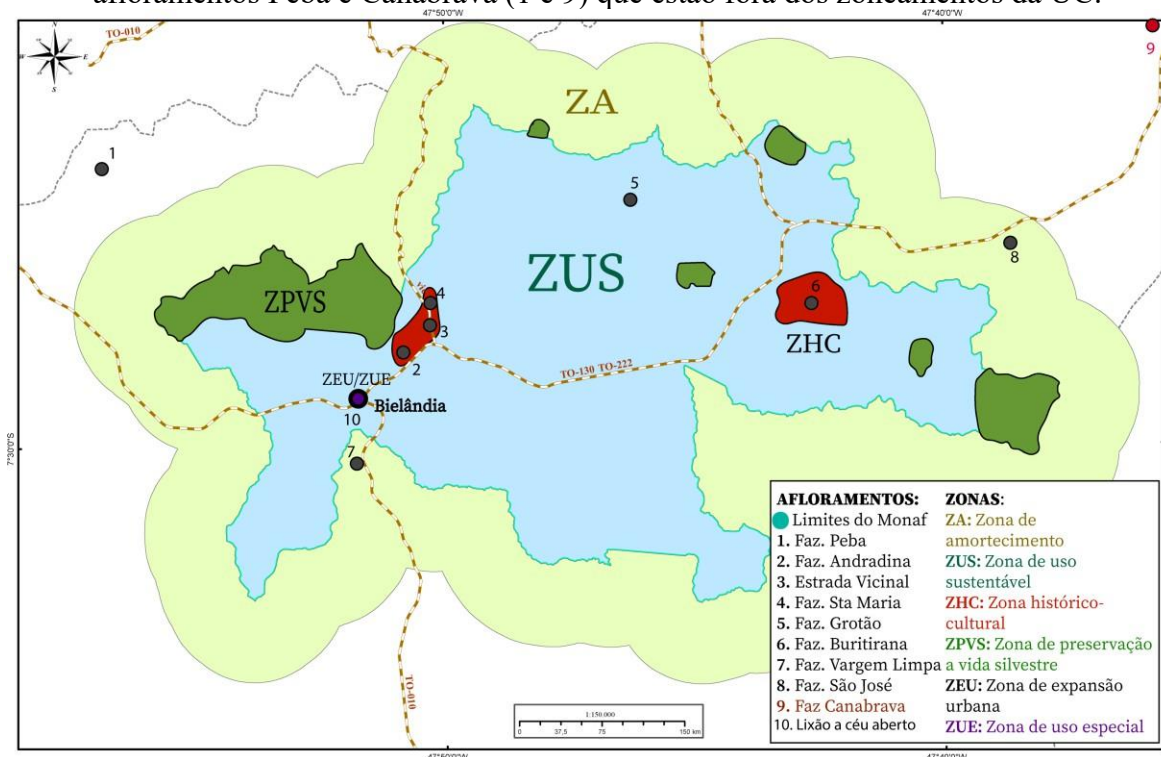 afloramentos Peba e Canabrava (1 e 9) que estão fora dos zoneamentos da UC.
47°50'0"W
47°40'0"W
TO-010
N
W
E
S
9
ZA
1
5
ZUS
8
ZPVS
4
6
3
ZHC
2
TO-130 TO-222
ZEU/ZUE
Bielândia
10
7
7°30'0"S
TO-010
AFLORAMENTOS:
Limites do Monaf
1. Faz. Peba
2. Faz. Andradina
3. Estrada Vicinal
4. Faz. Sta Maria
5. Faz. Grotão
6. Faz. Buritirana
7. Faz. Vargem Limpa
8. Faz. São José
9. Faz Canabrava
10. Lixão a céu aberto
ZONAS:
ZA: Zona de
amortecimento
ZUS: Zona de uso
sustentável
ZHC: Zona histórico-
cultural
ZPVS: Zona de preservação
a vida silvestre
ZEU: Zona de expansão
urbana
ZUE: Zona de uso especial
1:150.000
0 37,5 75 150 km
47°50'0"W
47°40'0"W